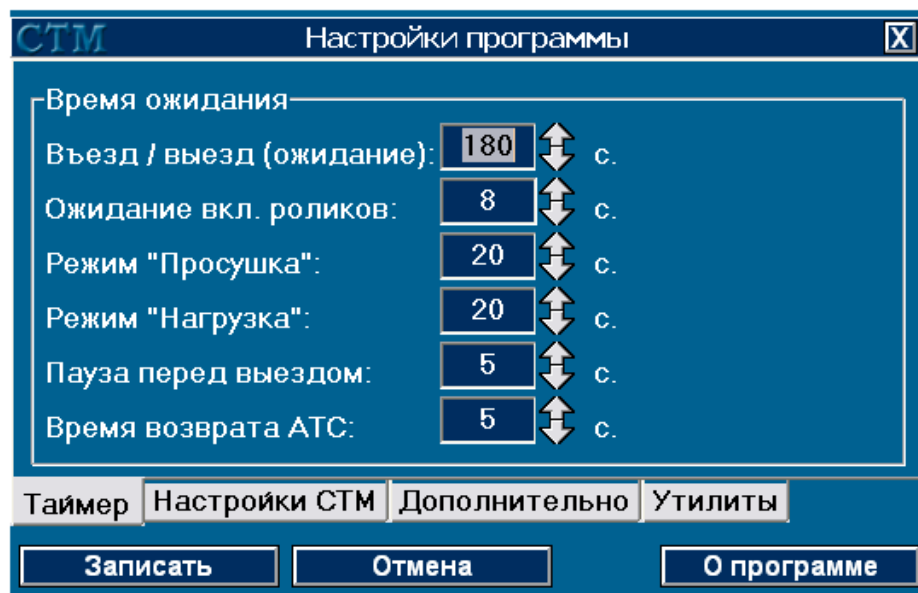 СТМ Настройки программы X
Время ожидания
Въезд / выезд (ожидание): 180 с.
Ожидание вкл. роликов: 8 с.
Режим "Просушка": 20 с.
Режим "Нагрузка": 20 с.
Пауза перед выездом: 5 с.
Время возврата АТС: 5 с.
Таймер Настройки СТМ Дополнительно Утилиты
Записать Отмена О программе